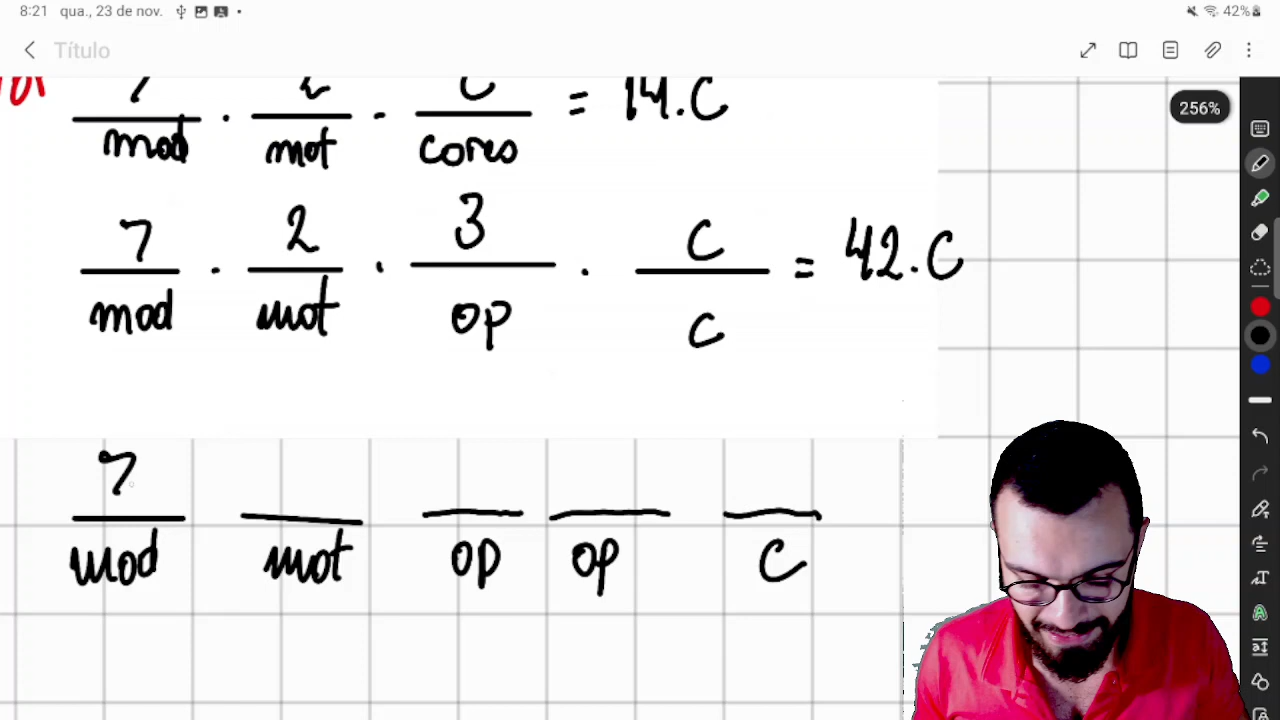 8:21 qua., 23 de nov. 42%
Título
256%
7 2 C = 14.C
mod mot cores
7 . 2 . 3 . C = 42.C
mod mot op C
7
mod mot op op C